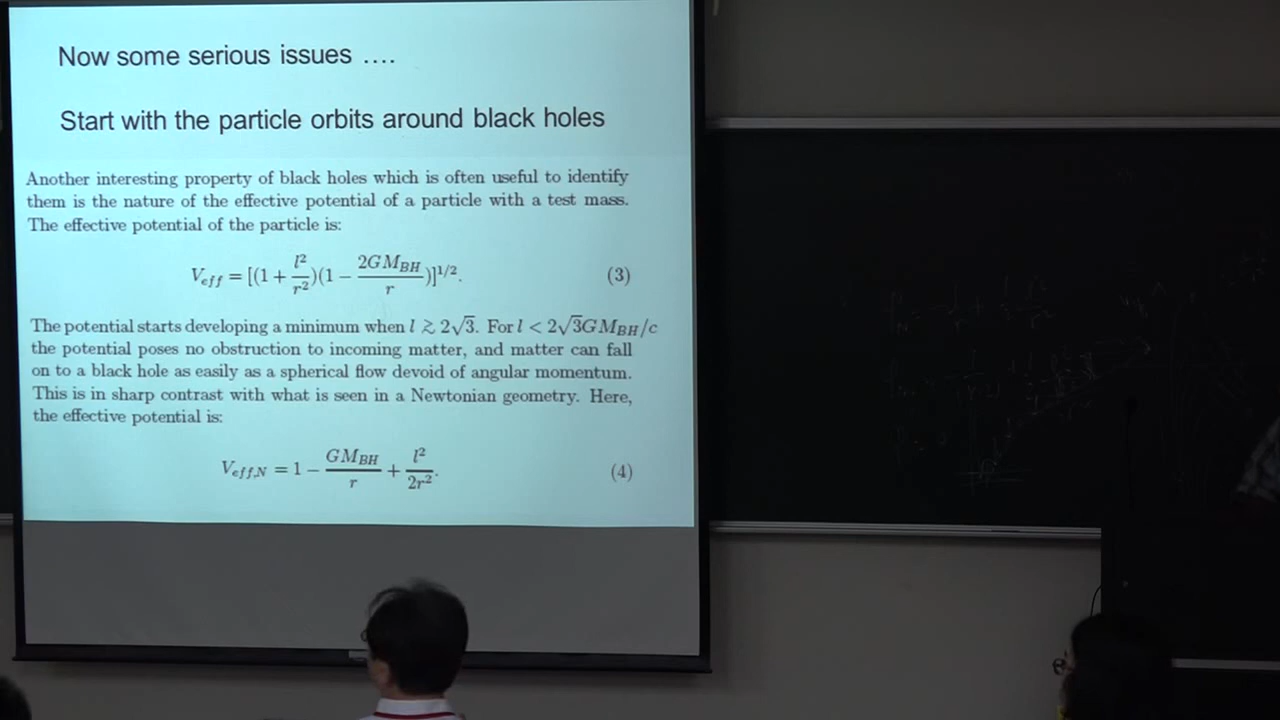 Now some serious issues ....
Start with the particle orbits around black holes
Another interesting property of black holes which is often useful to identify
them is the nature of the effective potential of a particle with a test mass.
The effective potential of the particle is:
V_{eff} = [(1 + \frac{l^2}{r^2})(1 - \frac{2GM_{BH}}{r})]^{1/2}. (3)
The potential starts developing a minimum when l ≳ 2√3. For l < 2√3GM_{BH}/c
the potential poses no obstruction to incoming matter, and matter can fall
on to a black hole as easily as a spherical flow devoid of angular momentum.
This is in sharp contrast with what is seen in a Newtonian geometry. Here,
the effective potential is:
V_{eff,N} = 1 - \frac{GM_{BH}}{r} + \frac{l^2}{2r^2}. (4)